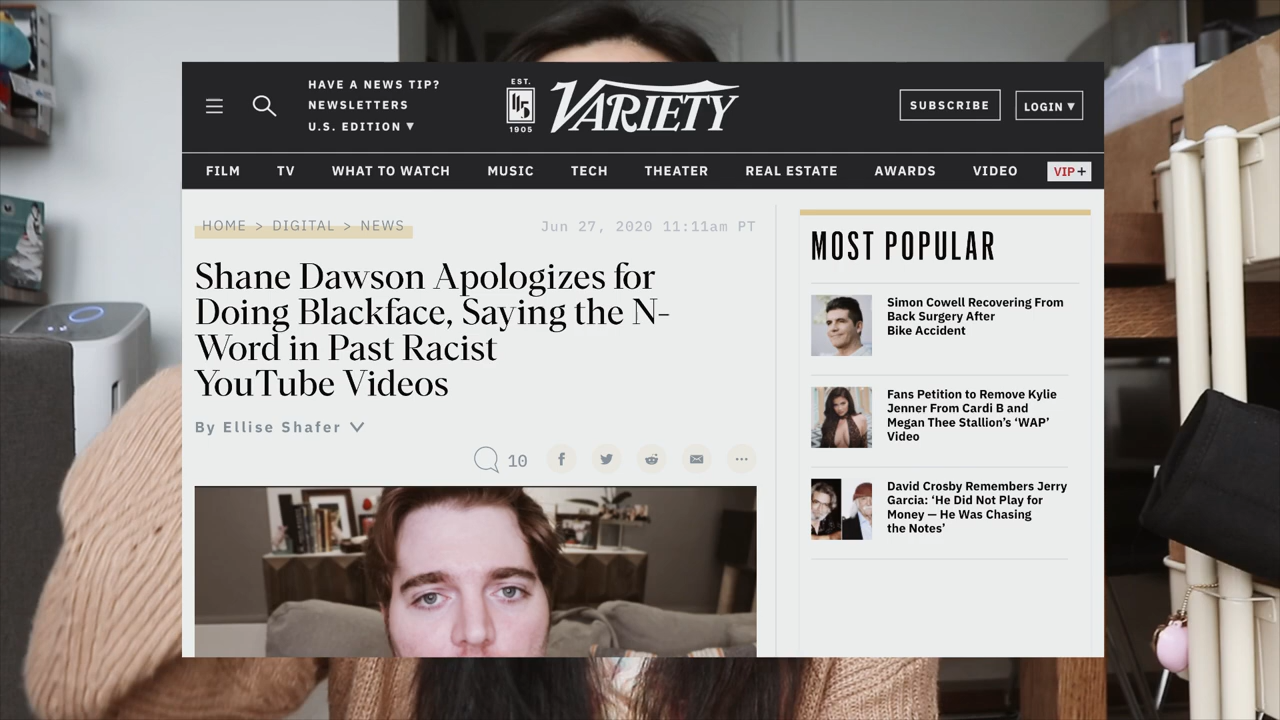 HAVE A NEWS TIP?
NEWSLETTERS
U.S. EDITION ▼
EST.
115
1905
VARIETY
SUBSCRIBE
LOGIN ▼
FILM TV WHAT TO WATCH MUSIC TECH THEATER REAL ESTATE AWARDS VIDEO VIP+
HOME > DIGITAL > NEWS
Jun 27, 2020 11:11am PT
Shane Dawson Apologizes for
Doing Blackface, Saying the N-
Word in Past Racist
YouTube Videos
By Ellise Shafer
10
MOST POPULAR
Simon Cowell Recovering From
Back Surgery After
Bike Accident
Fans Petition to Remove Kylie
Jenner From Cardi B and
Megan Thee Stallion's 'WAP'
Video
David Crosby Remembers Jerry
Garcia: 'He Did Not Play for
Money — He Was Chasing
the Notes'